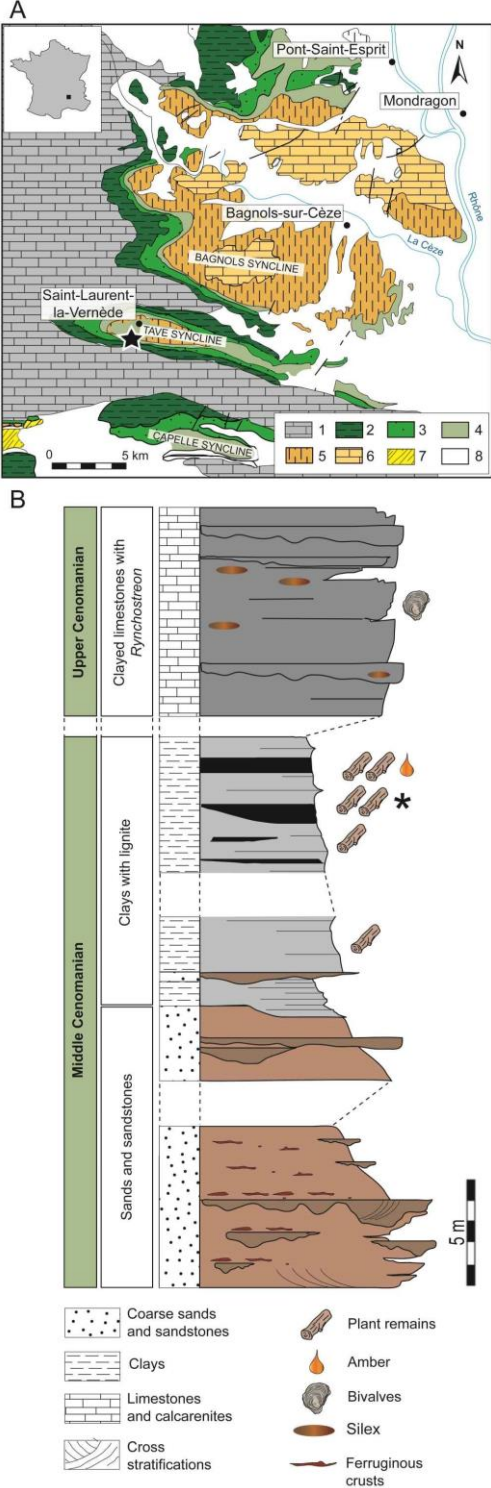 A
Pont-Saint-Esprit
N
Mondragon
Rhône
Bagnols-sur-Cèze
La Cèze
BAGNOLS SYNCLINE
Saint-Laurent-
la-Vernède
TAVE SYNCLINE
CAPELLE SYNCLINE
0 5 km
1 2 3 4
5 6 7 8
B
Upper Cenomanian
Clayed limestones with
Rynchostreon
Middle Cenomanian
Clays with lignite
*
Sands and sandstones
5 m
Coarse sands
and sandstones
Clays
Limestones
and calcarenites
Cross
stratifications
Plant remains
Amber
Bivalves
Silex
Ferruginous
crusts